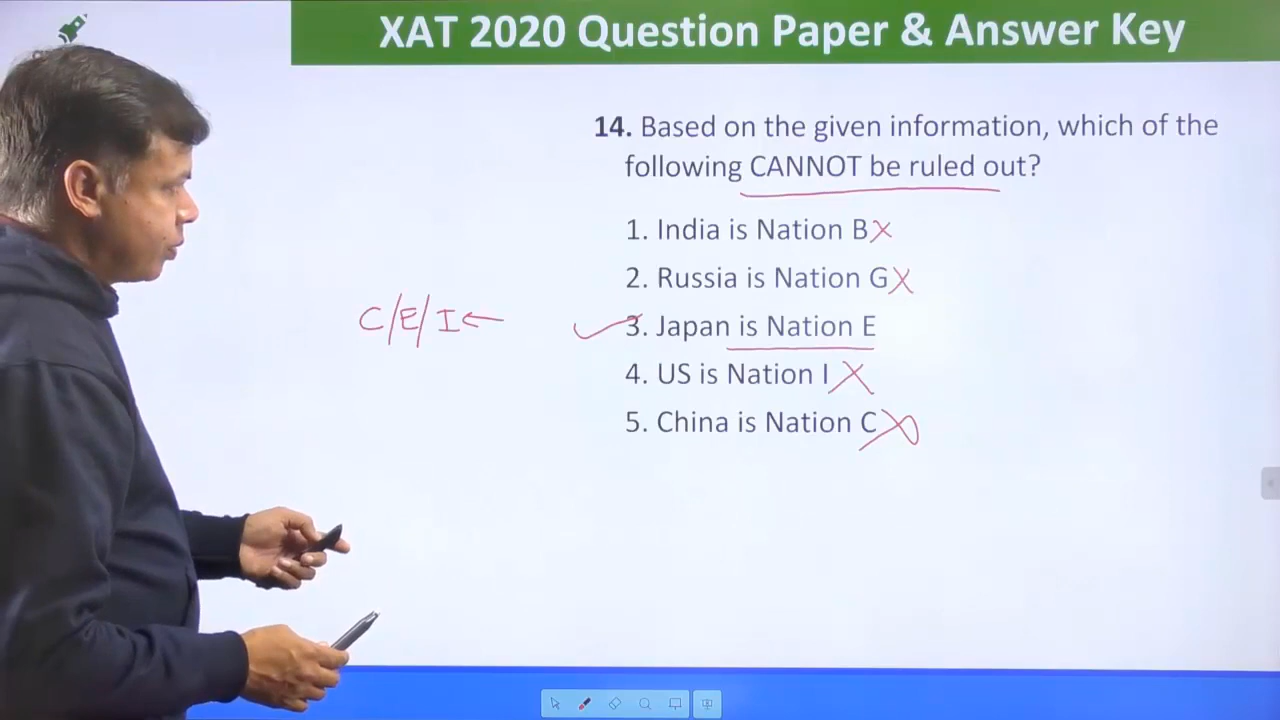 XAT 2020 Question Paper & Answer Key
14. Based on the given information, which of the
following CANNOT be ruled out?
1. India is Nation B
2. Russia is Nation G
C/E/I
3. Japan is Nation E
4. US is Nation I
5. China is Nation C